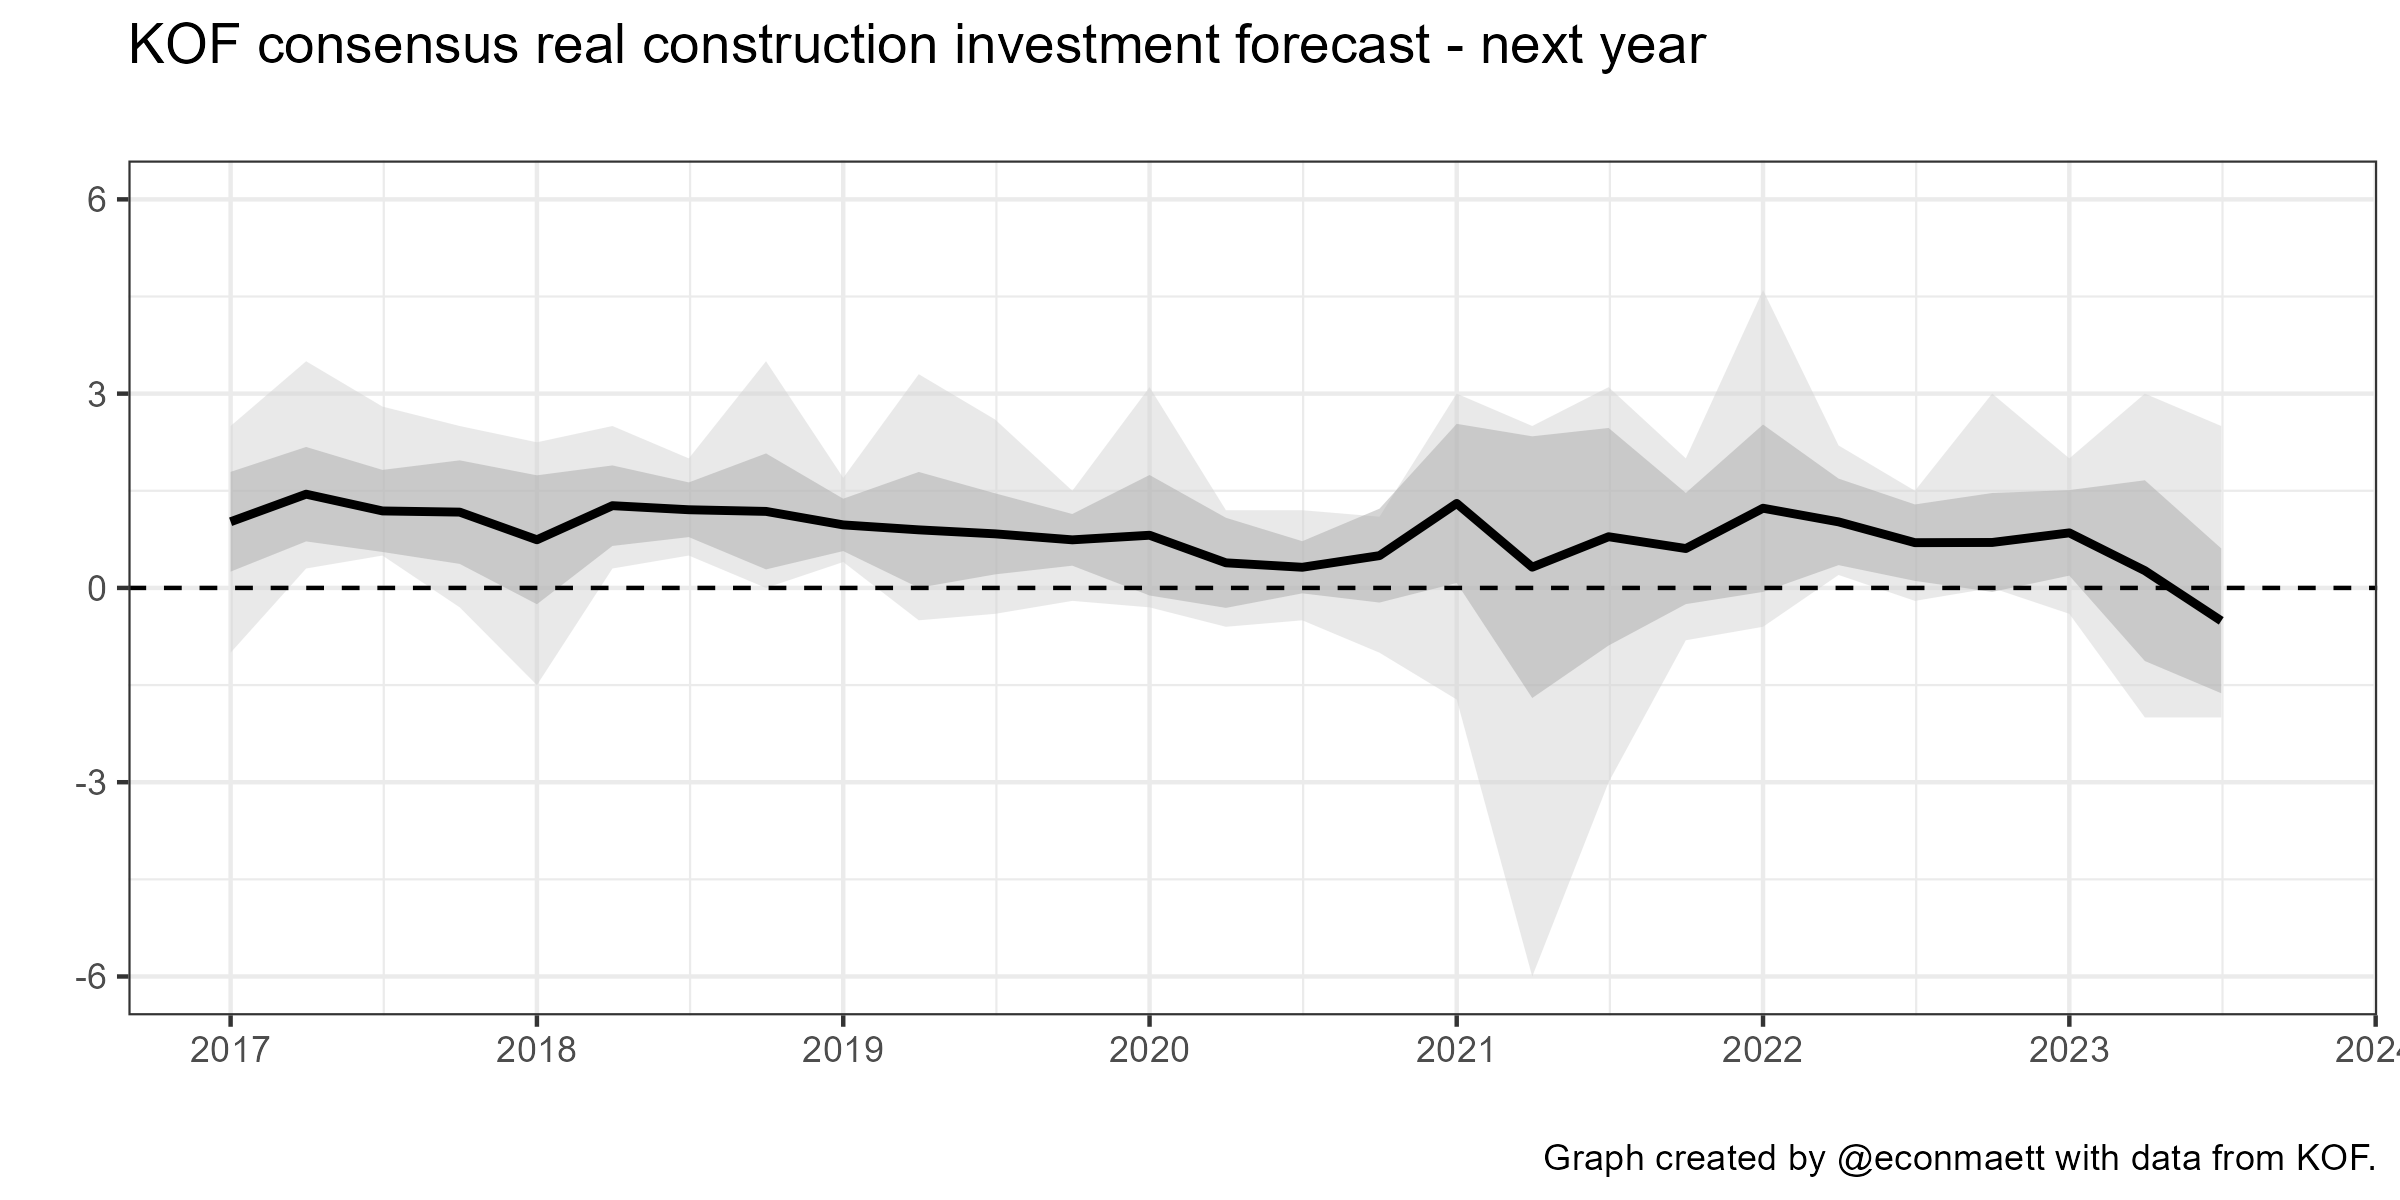 KOF consensus real construction investment forecast - next year
6
3
0
-3
-6
2017 2018 2019 2020 2021 2022 2023
Graph created by @econmaett with data from KOF.